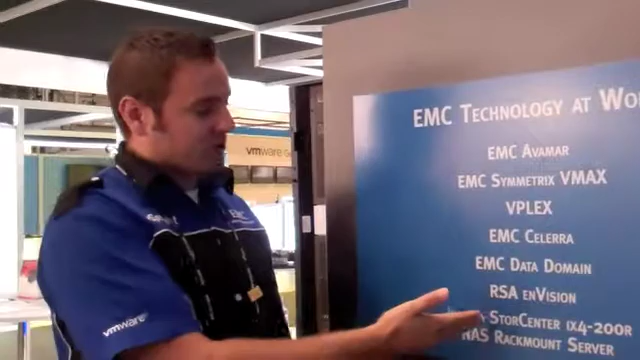 EMC TECHNOLOGY AT
EMC AVAMAR
EMC SYMMETRIX VMAX
VPLEX
EMC CELERRA
EMC DATA DOMAIN
RSA ENVISION
STORCENTER IX4-200R
NAS RACKMOUNT SERVER
vmware
EMC
vmware